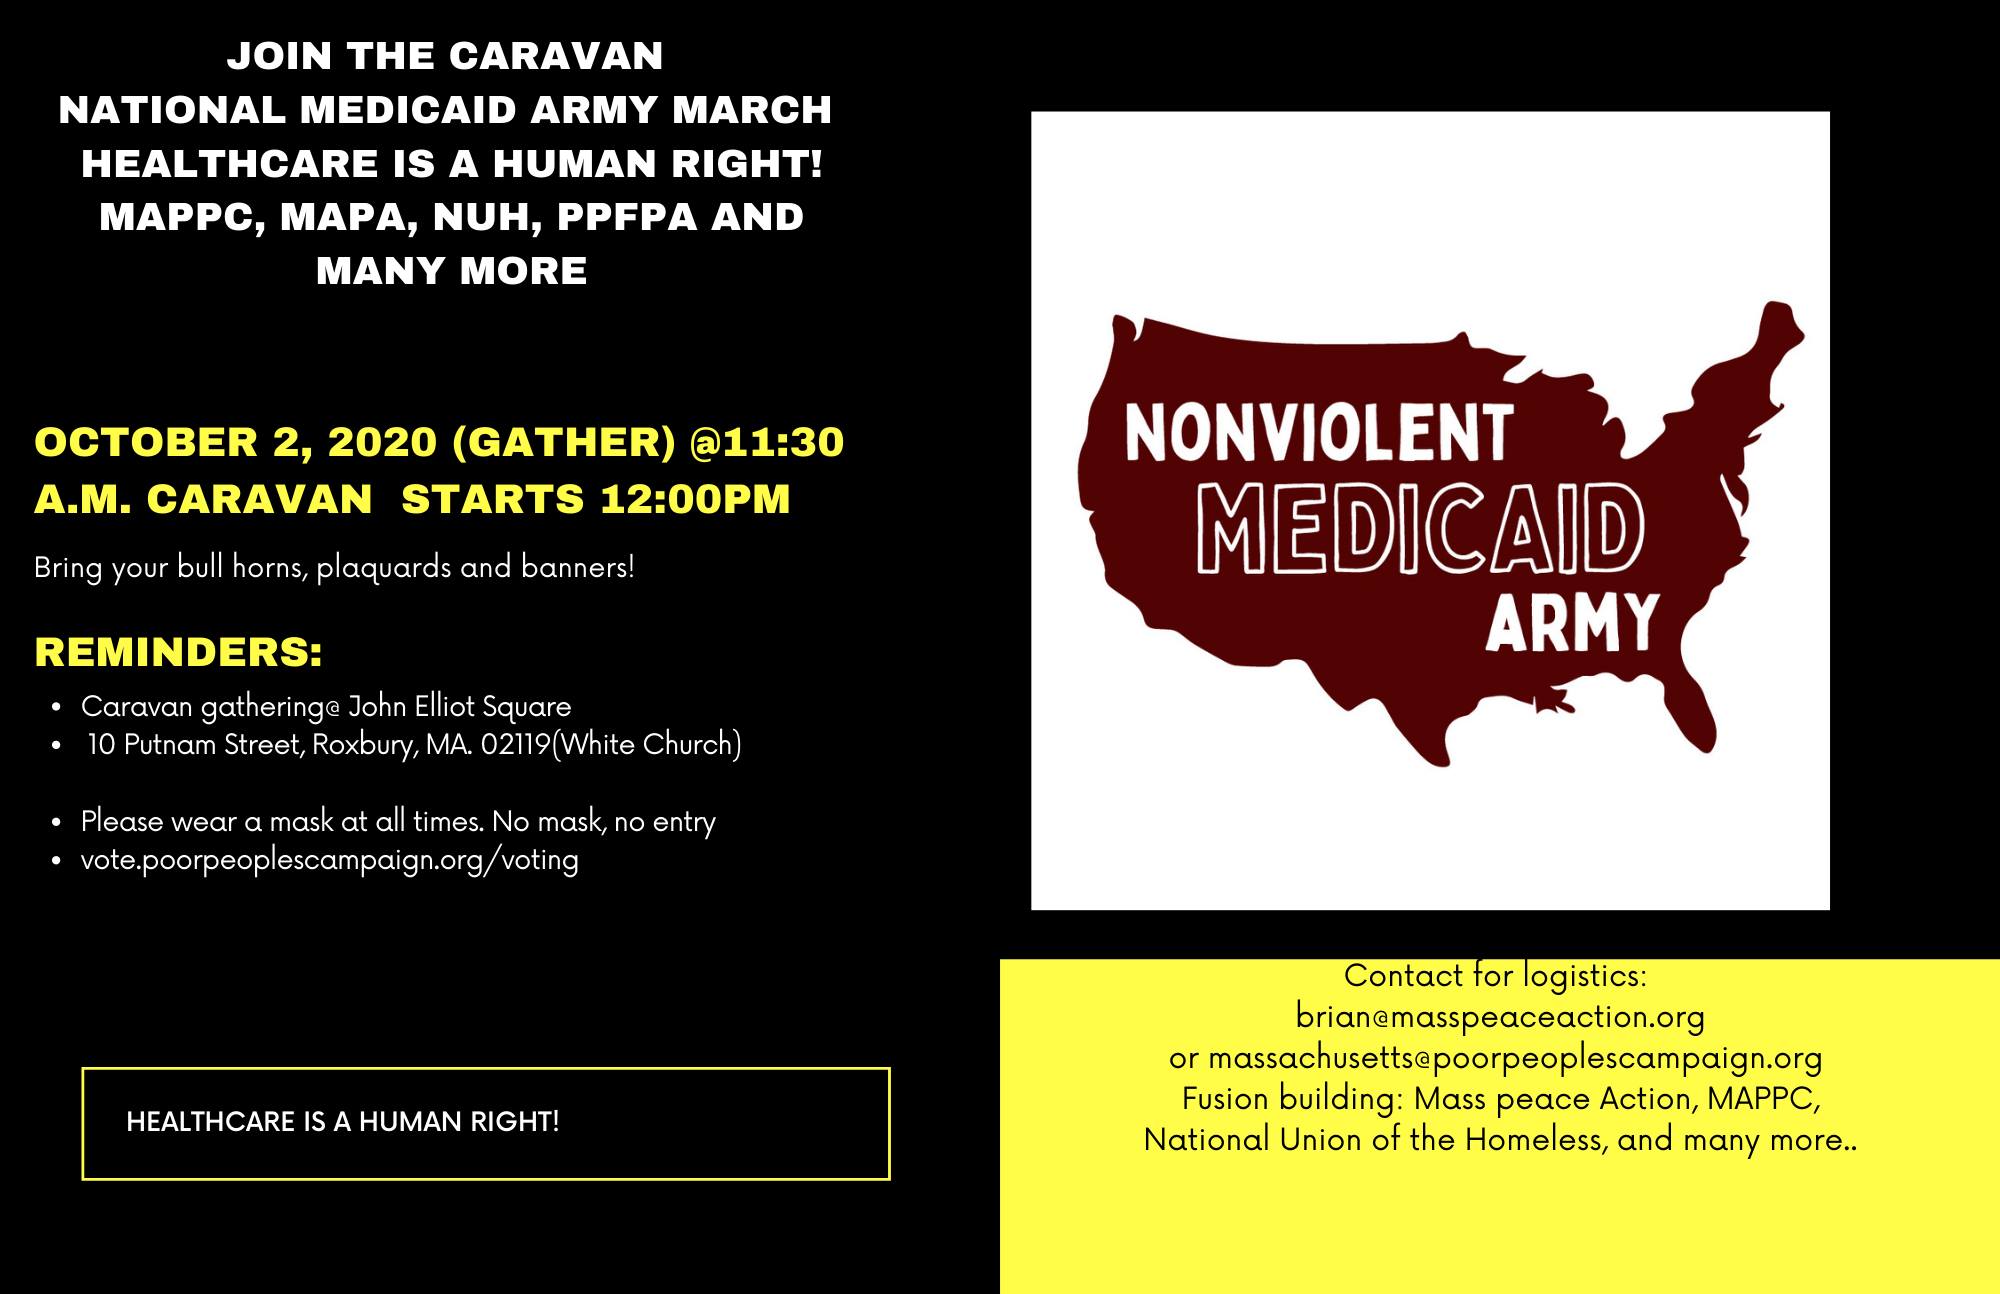 JOIN THE CARAVAN
NATIONAL MEDICAID ARMY MARCH
HEALTHCARE IS A HUMAN RIGHT!
MAPPC, MAPA, NUH, PPFPA AND
MANY MORE
OCTOBER 2, 2020 (GATHER) @11:30
A.M. CARAVAN  STARTS 12:00PM
Bring your bull horns, plaquards and banners!
REMINDERS:
• Caravan gathering@ John Elliot Square
• 10 Putnam Street, Roxbury, MA. 02119(White Church)
• Please wear a mask at all times. No mask, no entry
• vote.poorpeoplescampaign.org/voting
HEALTHCARE IS A HUMAN RIGHT!
NONVIOLENT
MEDICAID
ARMY
Contact for logistics:
brian@masspeaceaction.org
or massachusetts@poorpeoplescampaign.org
Fusion building: Mass peace Action, MAPPC,
National Union of the Homeless, and many more..